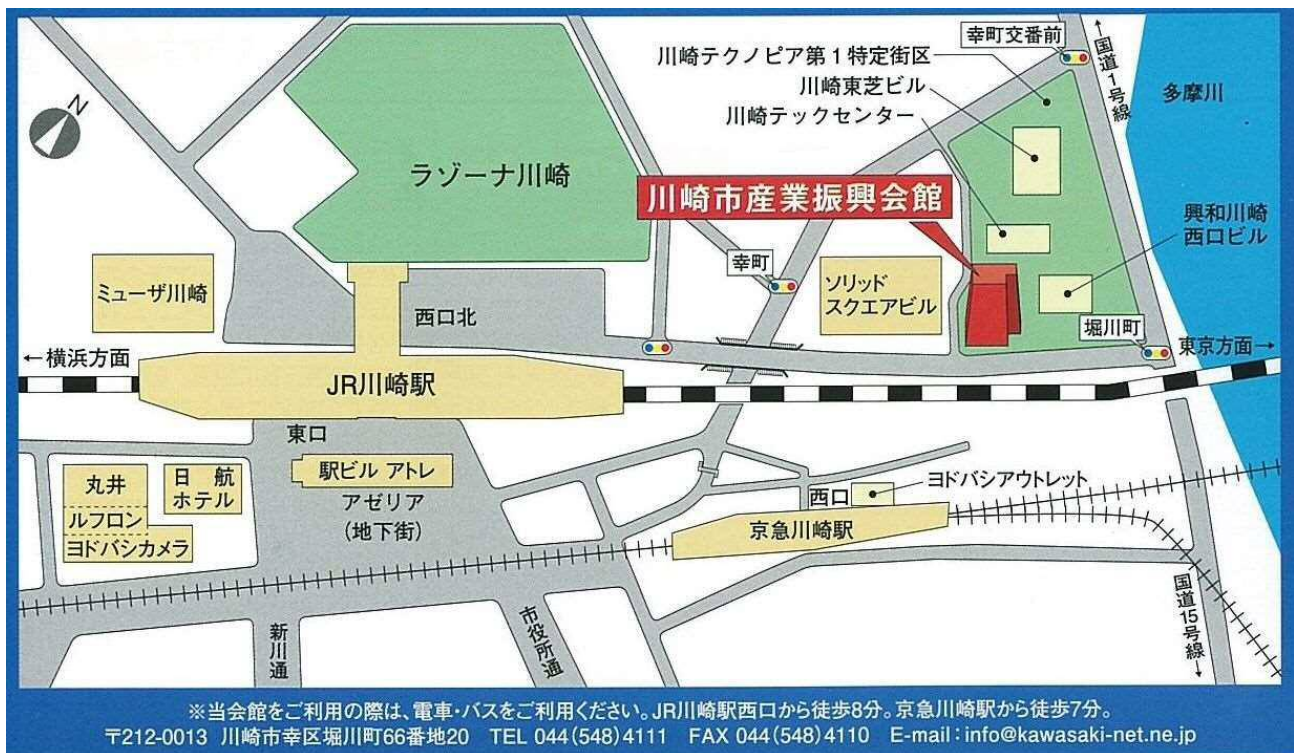 N
川崎テクノピア第1特定街区
川崎東芝ビル
川崎テックセンター
幸町交番前
←国道1号線
多摩川
ラゾーナ川崎
川崎市産業振興会館
興和川崎
西口ビル
ミューザ川崎
西口北
幸町
ソリッド
スクエアビル
堀川町
←横浜方面
東京方面→
JR川崎駅
東口
駅ビル アトレ
アゼリア
(地下街)
丸井
ルフロン
ヨドバシカメラ
日航
ホテル
西口
ヨドバシアウトレット
京急川崎駅
新川通
市役所通
国道15号線→
※当会館をご利用の際は、電車・バスをご利用ください。JR川崎駅西口から徒歩8分。京急川崎駅から徒歩7分。
〒212-0013 川崎市幸区堀川町66番地20 TEL 044(548)4111 FAX 044(548)4110 E-mail:info@kawasaki-net.ne.jp